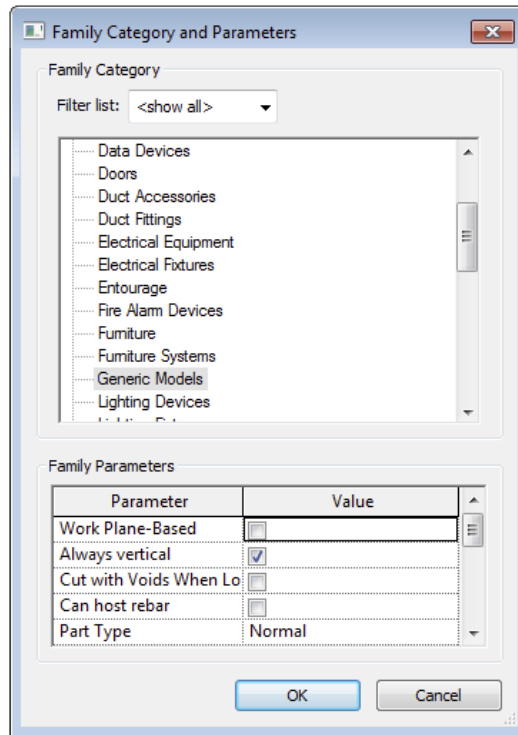 Family Category and Parameters
Family Category
Filter list: <show all>
Data Devices
Doors
Duct Accessories
Duct Fittings
Electrical Equipment
Electrical Fixtures
Entourage
Fire Alarm Devices
Furniture
Furniture Systems
Generic Models
Lighting Devices
Family Parameters
Parameter Value
Work Plane-Based
Always vertical
Cut with Voids When Lo
Can host rebar
Part Type Normal
OK Cancel